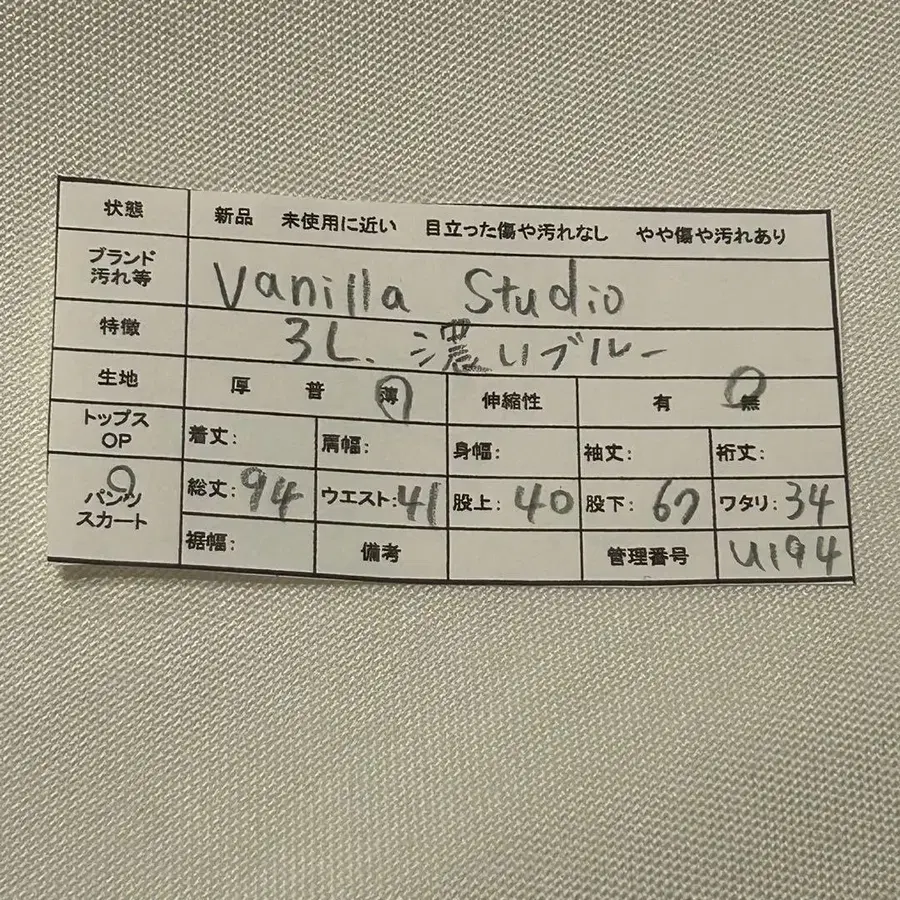 状態 新品 未使用に近い 目立った傷や汚れなし やや傷や汚れあり
ブランド
汚れ等 Vanilla Studio
特徴 3L. 濃いブルー
生地 厚 普 薄 伸縮性 有 無
トップス
OP 着丈: 肩幅: 身幅: 袖丈: 裄丈:
パンツ
スカート 総丈: 94 ウエスト: 41 股上: 40 股下: 67 ワタリ: 34
裾幅: 備考 管理番号 U194